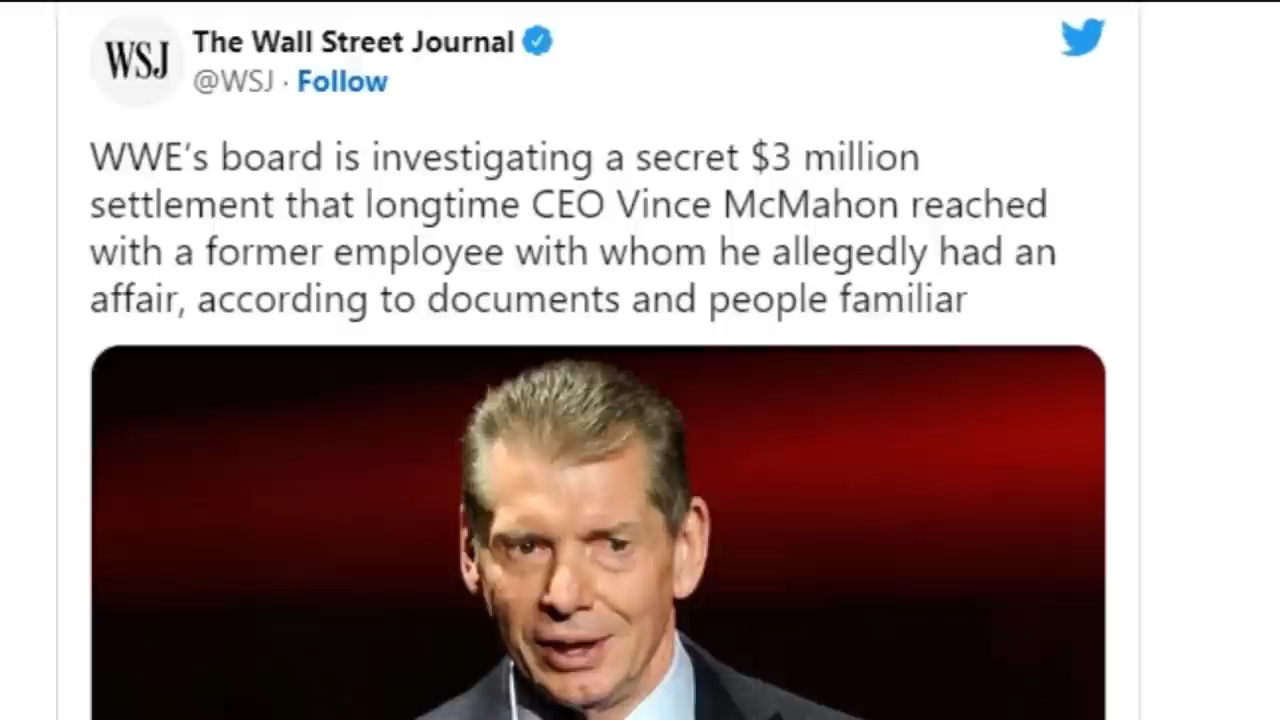 WSJ
The Wall Street Journal
@WSJ · Follow
WWE's board is investigating a secret $3 million
settlement that longtime CEO Vince McMahon reached
with a former employee with whom he allegedly had an
affair, according to documents and people familiar